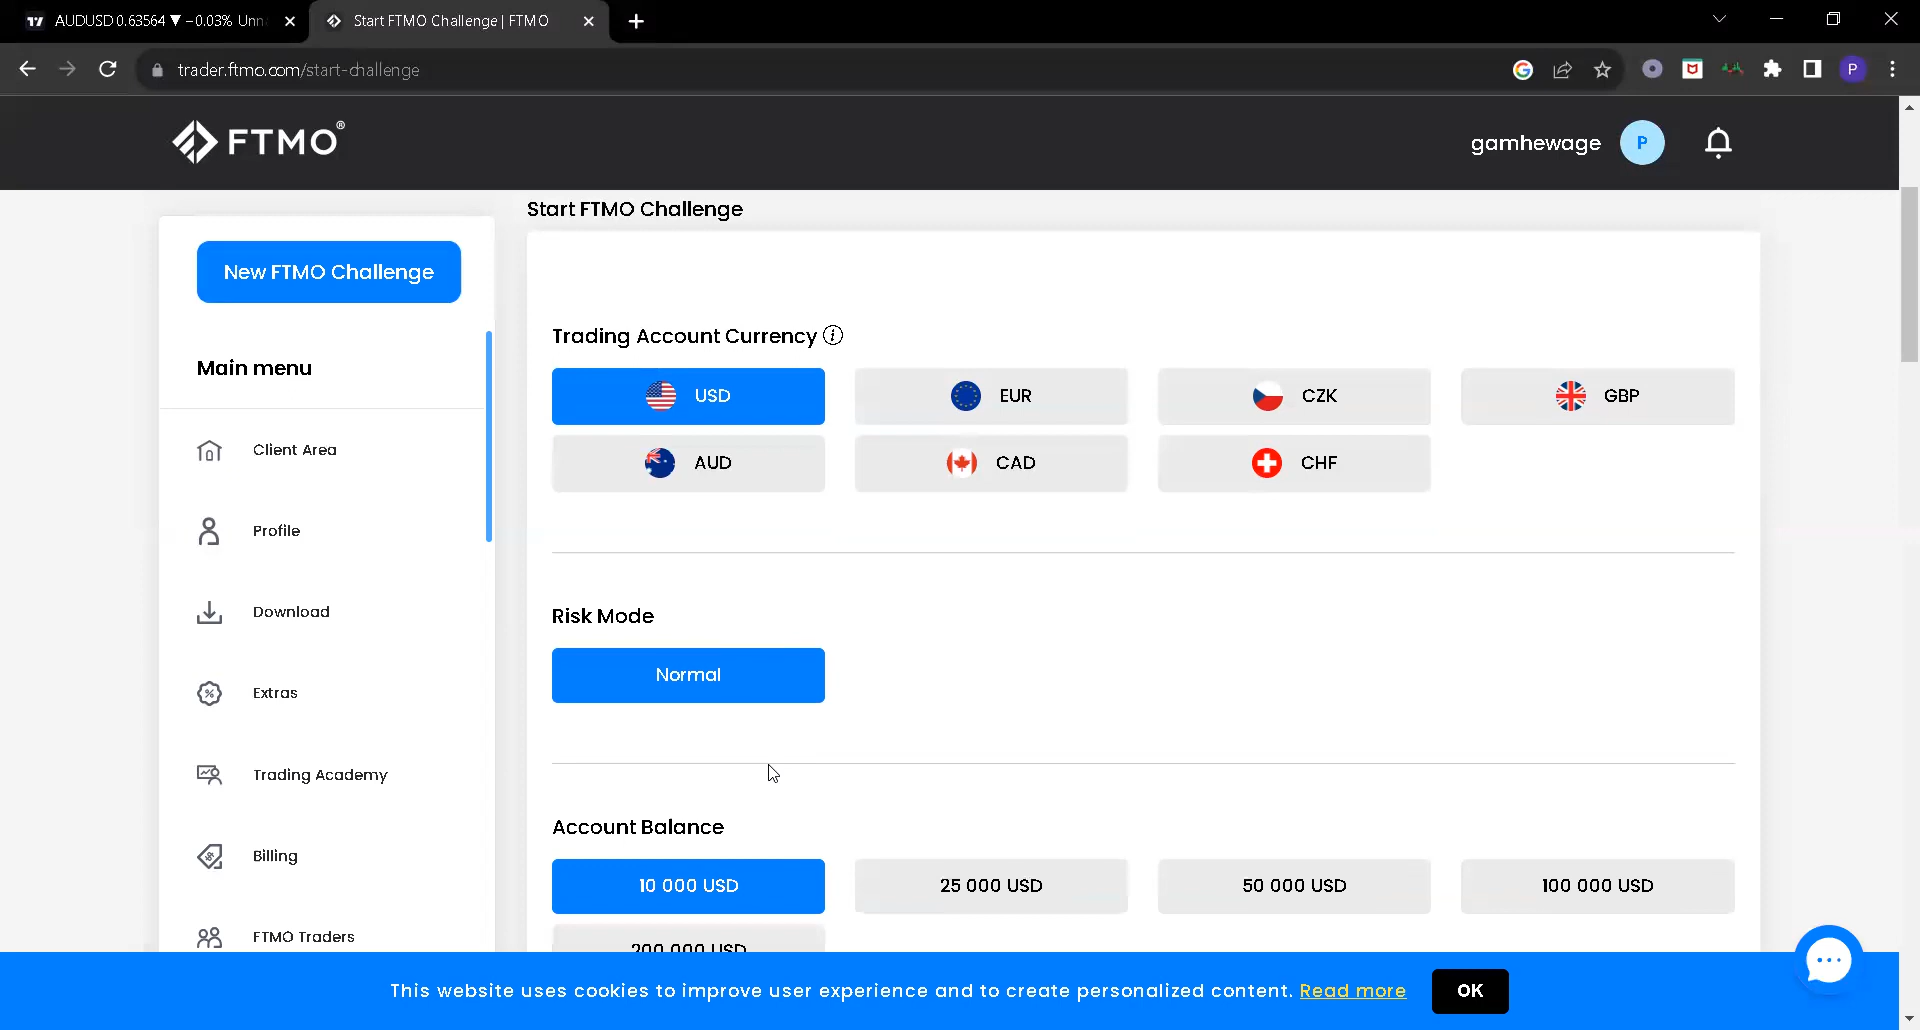 AUDUSD 0.63564 ▼ −0.03% Unn
Start FTMO Challenge | FTMO
trader.ftmo.com/start-challenge
P
FTMO®
gamhewage
P
New FTMO Challenge
Main menu
Client Area
Profile
Download
Extras
Trading Academy
Billing
FTMO Traders
Start FTMO Challenge
Trading Account Currency
USD
EUR
CZK
GBP
AUD
CAD
CHF
Risk Mode
Normal
Account Balance
10 000 USD
25 000 USD
50 000 USD
100 000 USD
200 000 USD
This website uses cookies to improve user experience and to create personalized content. Read more
OK